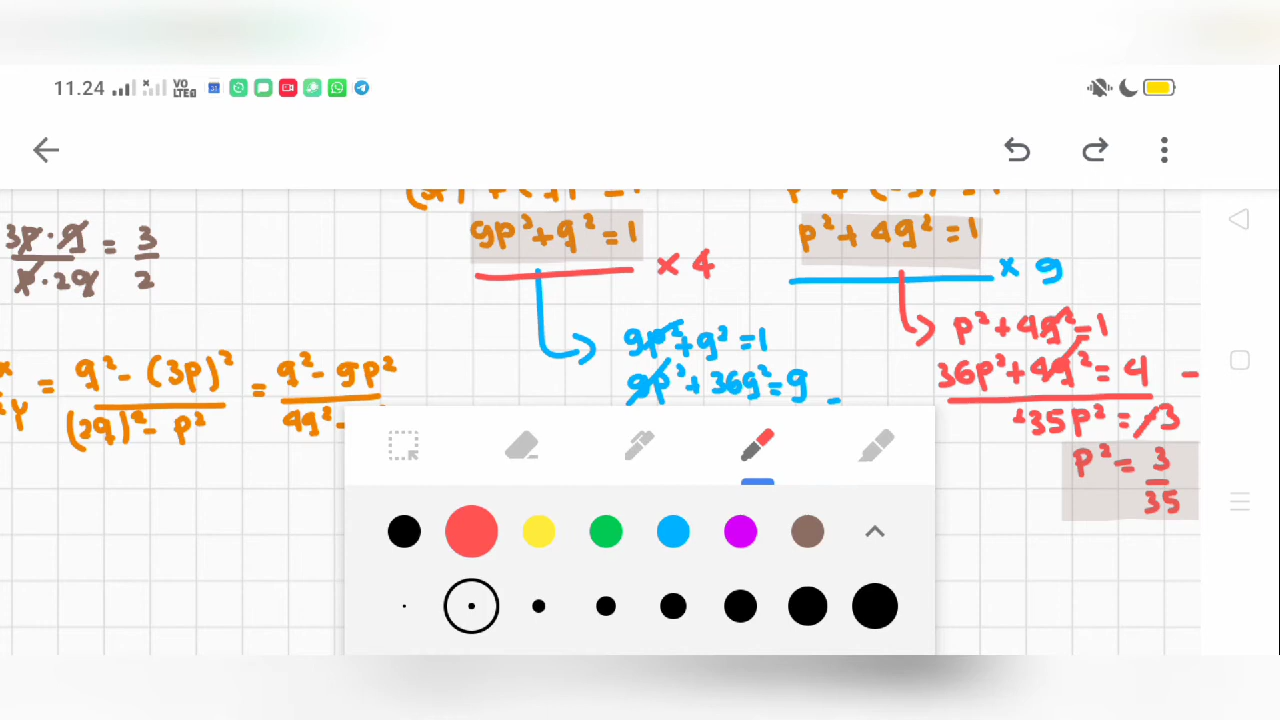 11.24
VO
LTE
3p·q/p·2q = 3/2
9p²+q²=1
× 4
p²+4q²=1
× 9
9p²+q²=1
9p²+36q²=9 -
p²+4q²=1
36p²+4q²=4 -
+35p²=-3
p²=3/35
= q²-(3p)²/(2q)²-p² = q²-9p²/4q²-